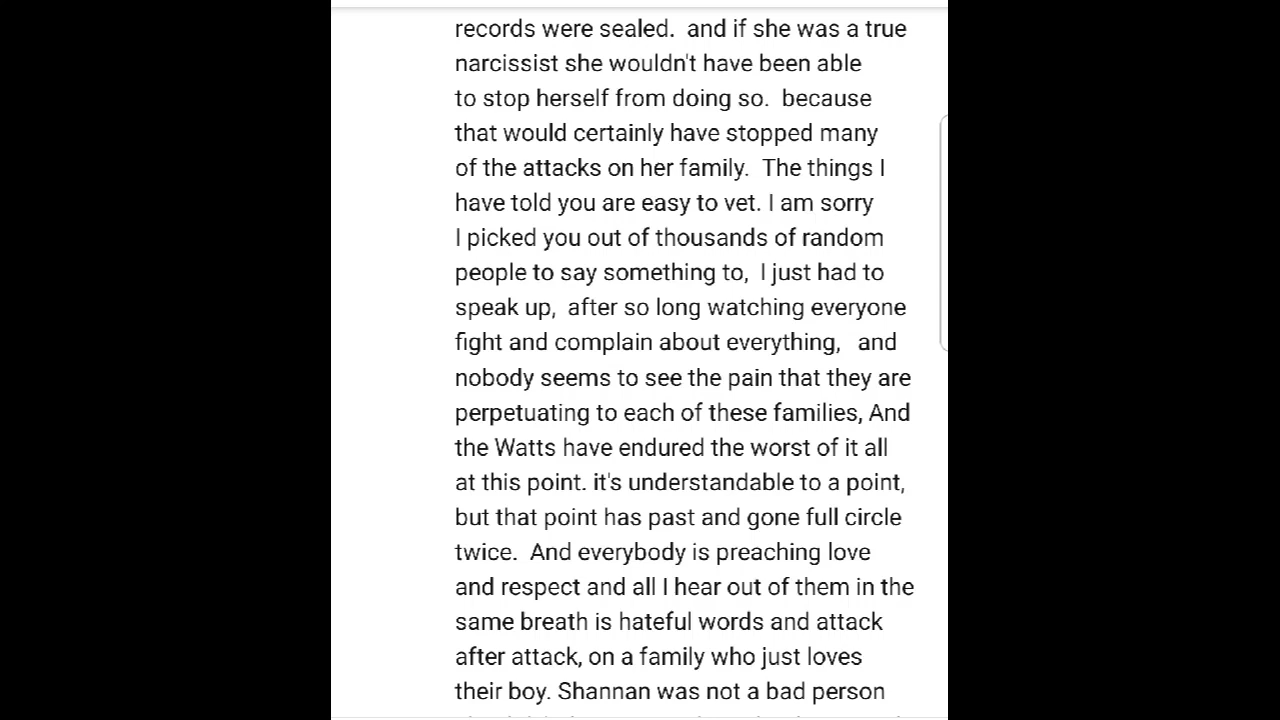 records were sealed.  and if she was a true
narcissist she wouldn't have been able
to stop herself from doing so.  because
that would certainly have stopped many
of the attacks on her family.  The things I
have told you are easy to vet. I am sorry
I picked you out of thousands of random
people to say something to,  I just had to
speak up,  after so long watching everyone
fight and complain about everything,   and
nobody seems to see the pain that they are
perpetuating to each of these families, And
the Watts have endured the worst of it all
at this point. it's understandable to a point,
but that point has past and gone full circle
twice.  And everybody is preaching love
and respect and all I hear out of them in the
same breath is hateful words and attack
after attack, on a family who just loves
their boy. Shannan was not a bad person